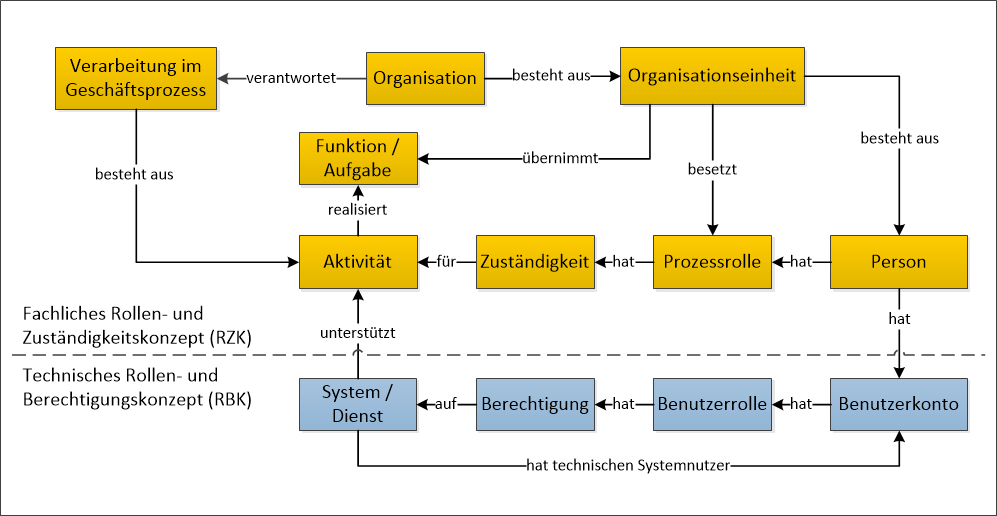 Verarbeitung im
Geschäftsprozess
verantwortet
Organisation
besteht aus
Organisationseinheit
Funktion /
Aufgabe
übernimmt
besteht aus
besetzt
besteht aus
realisiert
Aktivität
für
Zuständigkeit
hat
Prozessrolle
hat
Person
Fachliches Rollen- und
Zuständigkeitskonzept (RZK)
unterstützt
hat
Technisches Rollen- und
Berechtigungskonzept (RBK)
System /
Dienst
auf
Berechtigung
hat
Benutzerrolle
hat
Benutzerkonto
hat technischen Systemnutzer